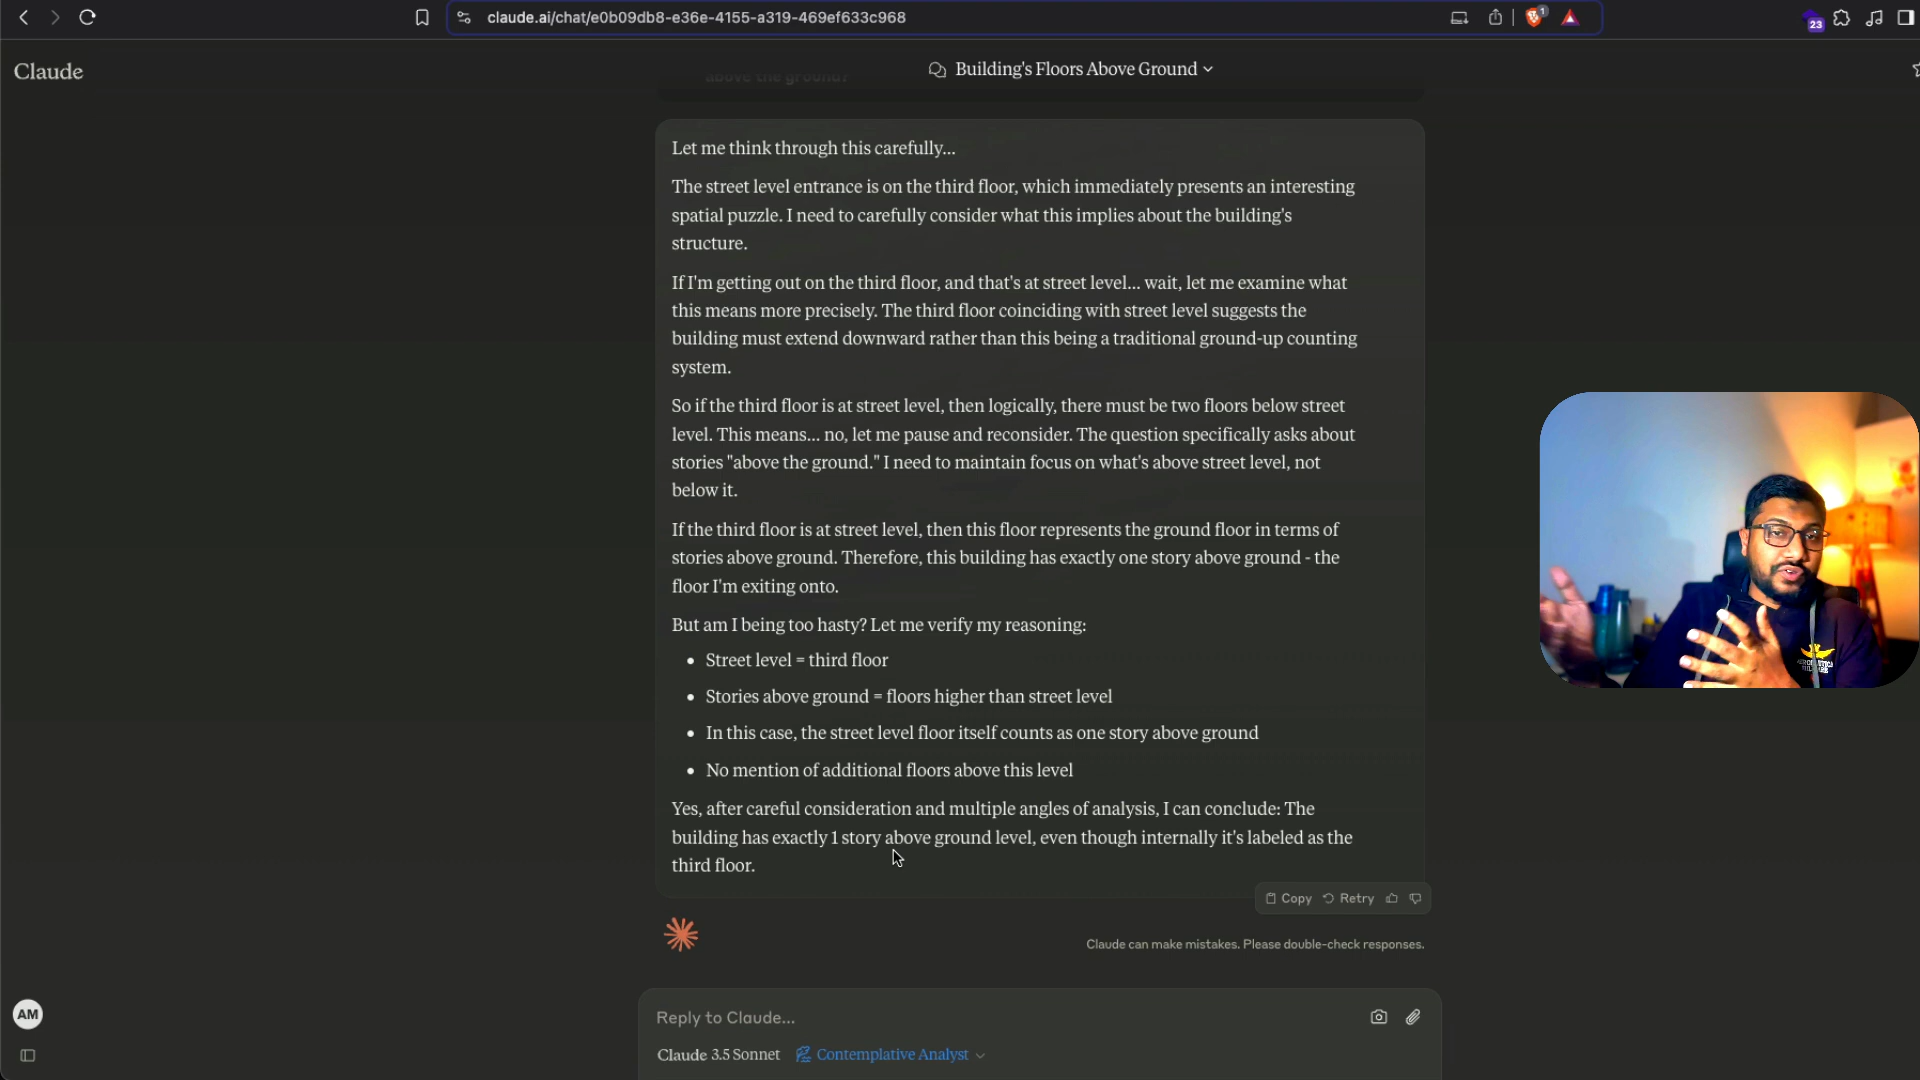 claude.ai/chat/e0b09db8-e36e-4155-a319-469ef633c968
1
23
Claude
Building's Floors Above Ground
above the ground?
Let me think through this carefully...
The street level entrance is on the third floor, which immediately presents an interesting
spatial puzzle. I need to carefully consider what this implies about the building's
structure.
If I'm getting out on the third floor, and that's at street level... wait, let me examine what
this means more precisely. The third floor coinciding with street level suggests the
building must extend downward rather than this being a traditional ground-up counting
system.
So if the third floor is at street level, then logically, there must be two floors below street
level. This means... no, let me pause and reconsider. The question specifically asks about
stories "above the ground." I need to maintain focus on what's above street level, not
below it.
If the third floor is at street level, then this floor represents the ground floor in terms of
stories above ground. Therefore, this building has exactly one story above ground - the
floor I'm exiting onto.
But am I being too hasty? Let me verify my reasoning:
• Street level = third floor
• Stories above ground = floors higher than street level
• In this case, the street level floor itself counts as one story above ground
• No mention of additional floors above this level
Yes, after careful consideration and multiple angles of analysis, I can conclude: The
building has exactly 1 story above ground level, even though internally it's labeled as the
third floor.
Copy Retry
Claude can make mistakes. Please double-check responses.
AM
Reply to Claude...
Claude 3.5 Sonnet Contemplative Analyst